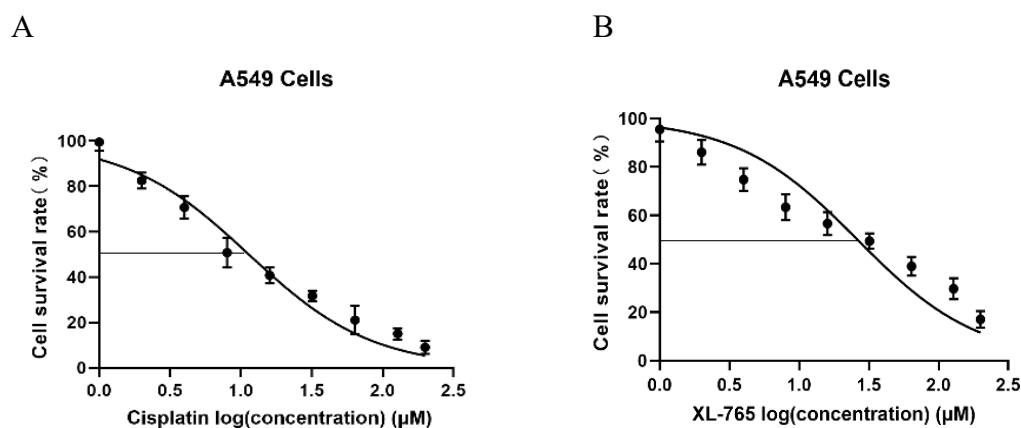 A
B
A549 Cells
A549 Cells
Cell survival rate( %)
100
80
60
40
20
0
0.0 0.5 1.0 1.5 2.0 2.5
Cisplatin log(concentration) (µM)
Cell survival rate( %)
100
80
60
40
20
0
0.0 0.5 1.0 1.5 2.0 2.5
XL-765 log(concentration) (µM)